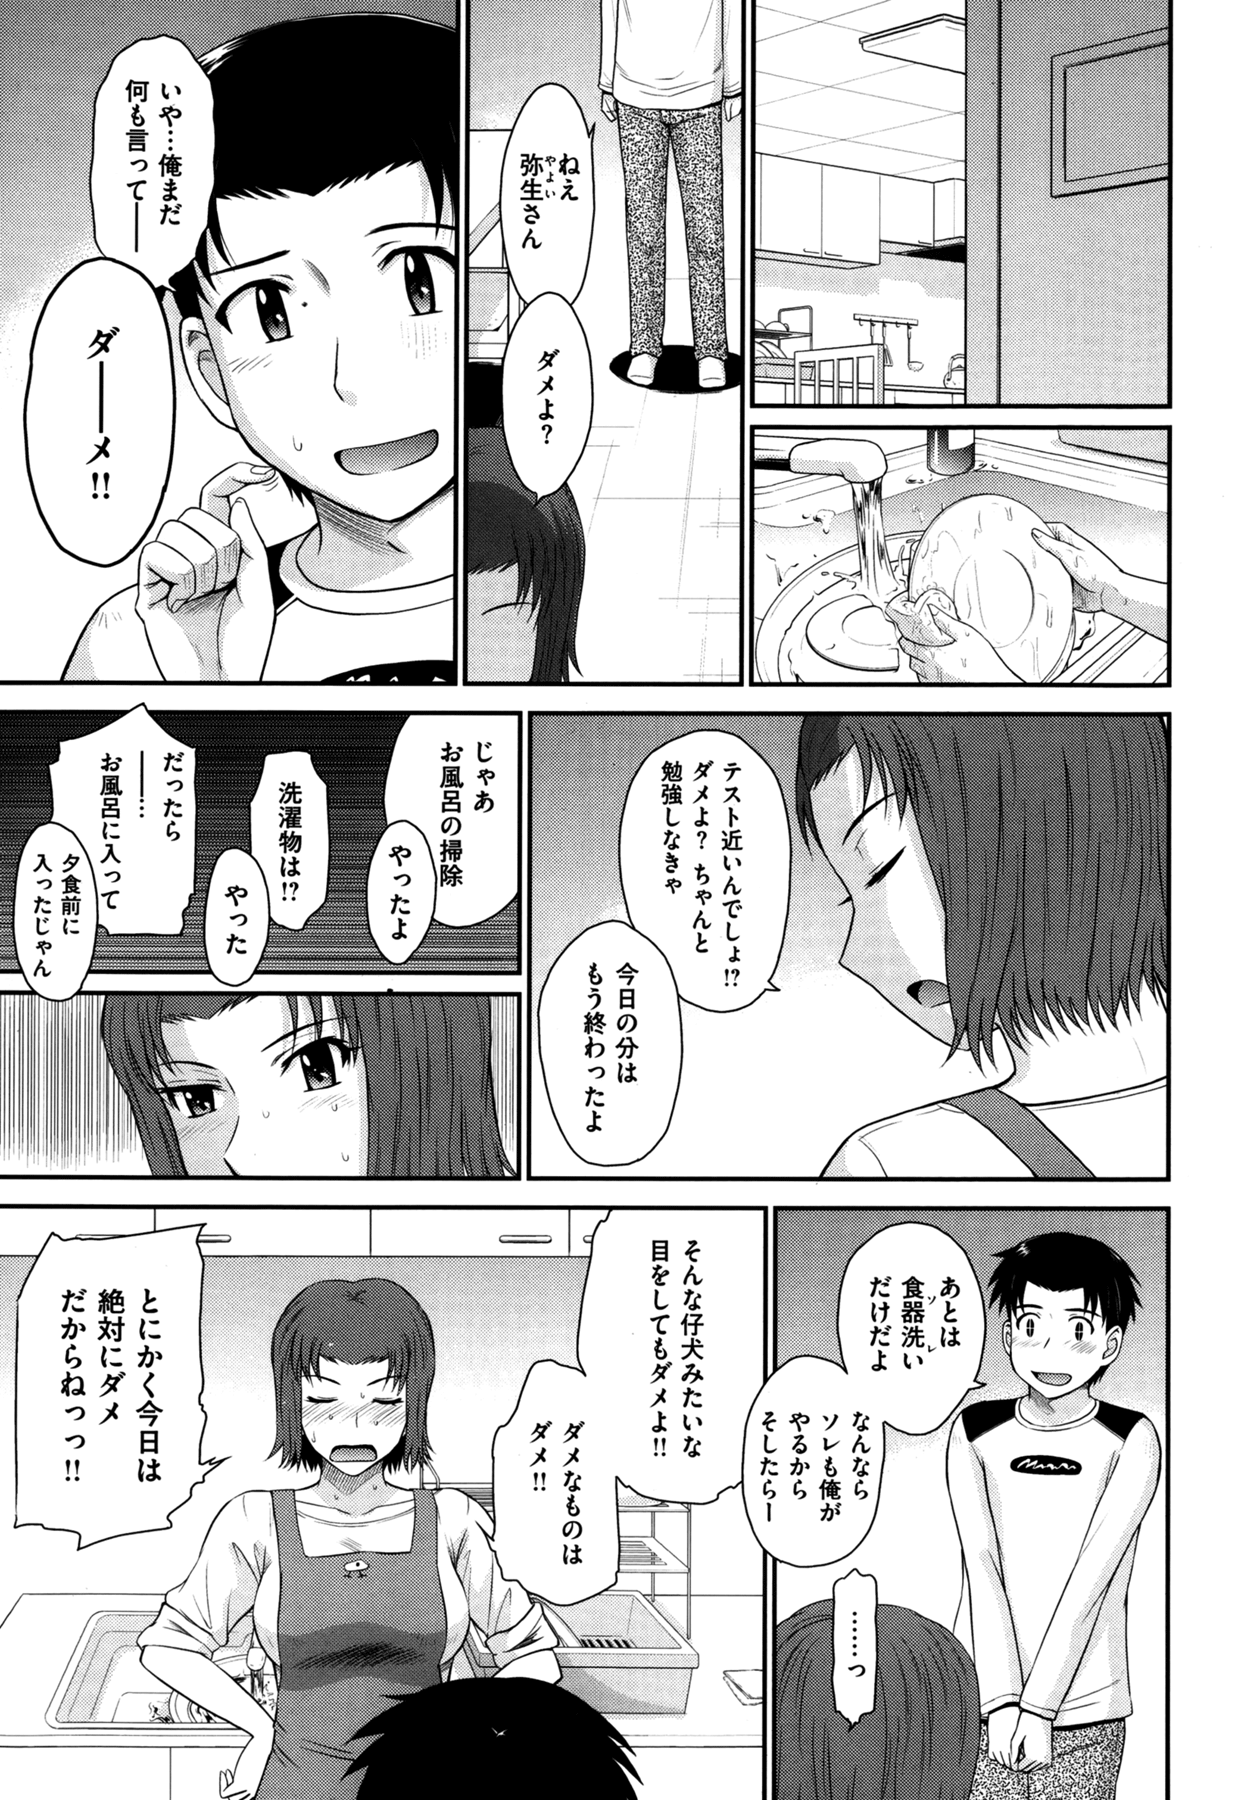 ねえ
弥生さん
やよい
ダメよ？
いや…俺まだ
何も言って――
ダーーメ!!
テスト近いんでしょ!?
ダメよ？ちゃんと
勉強しなきゃ
今日の分は
もう終わったよ
じゃあ
お風呂の掃除
やったよ
洗濯物は!?
やった
だったら
――…
お風呂に入って
夕食前に
入ったじゃん
あとは
食器洗い
ソレ
だけだよ
なんなら
ソレも俺が
やるから
そしたらー
……っ
そんな仔犬みたいな
目をしてもダメよ!!
ダメなものは
ダメ!!
とにかく今日は
絶対にダメ
だからねっっ!!